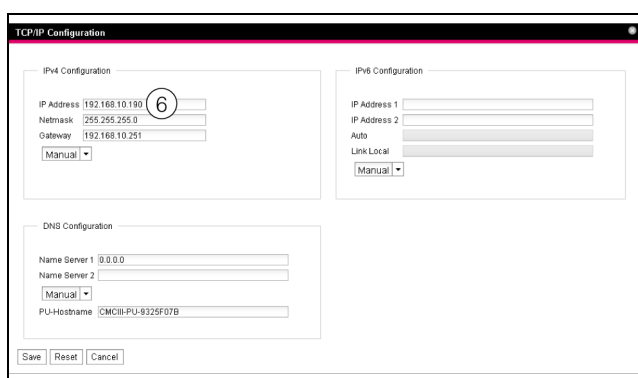 TCP/IP Configuration
IPv4 Configuration
IP Address 192.168.10.190
6
Netmask 255.255.255.0
Gateway 192.168.10.251
Manual
IPv6 Configuration
IP Address 1
IP Address 2
Auto
Link Local
Manual
DNS Configuration
Name Server 1 0.0.0.0
Name Server 2
Manual
PU-Hostname CMCIII-PU-9325F07B
Save Reset Cancel